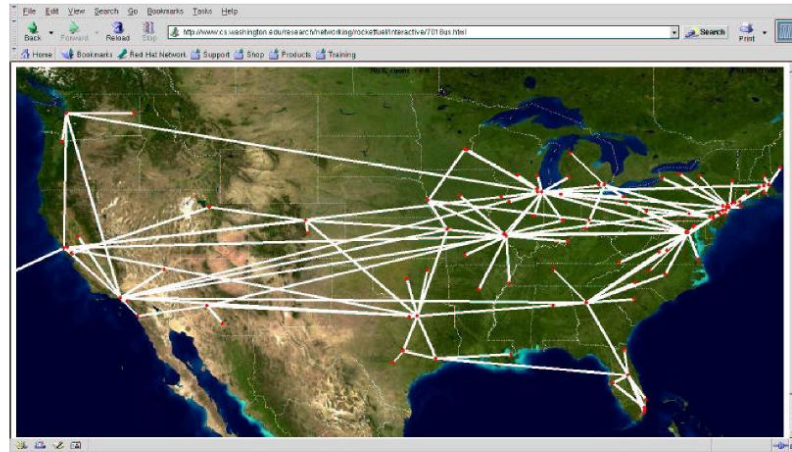 File Edit View Search Go Bookmarks Tasks Help
Back Forward Reload Stop http://www.cs.washington.edu/research/networking/rocketfuel/interactive/7018us.html Search Print
Home Bookmarks Red Hat Network Support Shop Products Training